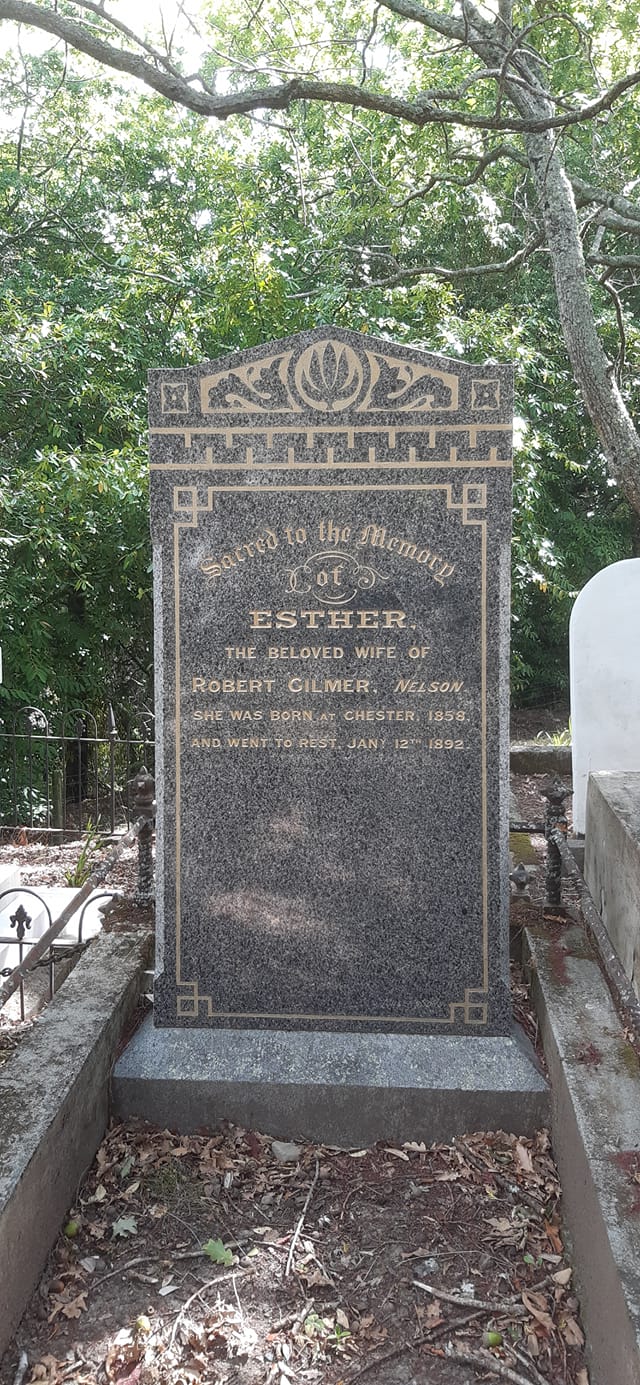 Sacred to the Memory
of
ESTHER,
THE BELOVED WIFE OF
ROBERT GILMER, NELSON.
SHE WAS BORN AT CHESTER, 1858,
AND WENT TO REST, JANY 12TH 1892.